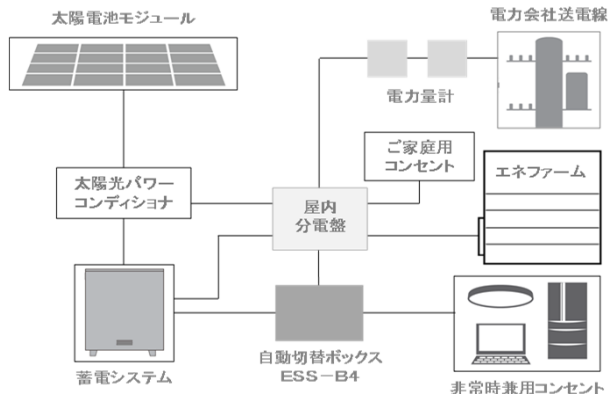 太陽電池モジュール
電力会社送電線
電力量計
ご家庭用
コンセント
エネファーム
太陽光パワー
コンディショナ
屋内
分電盤
自動切替ボックス
ESS－B4
蓄電システム
非常時兼用コンセント